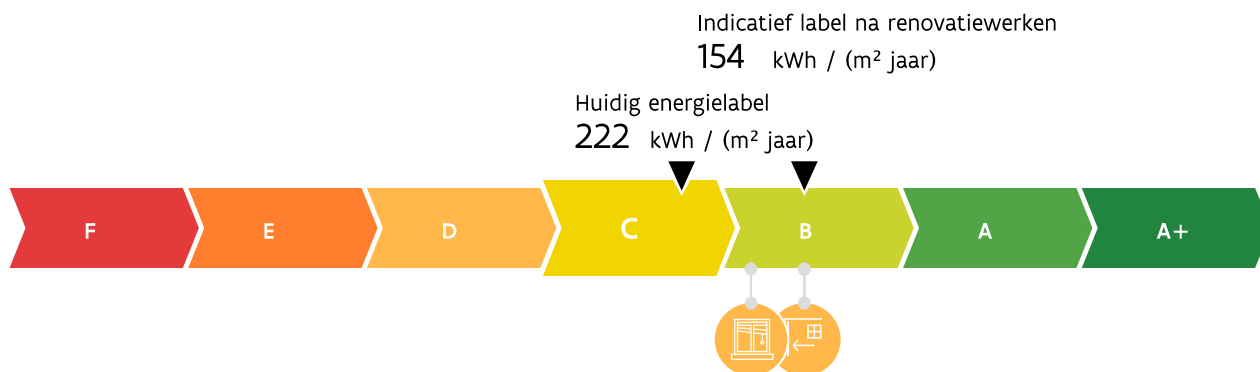 Indicatief label na renovatiewerken
154 kWh / (m² jaar)
Huidig energielabel
222 kWh / (m² jaar)
F E D C B A A+